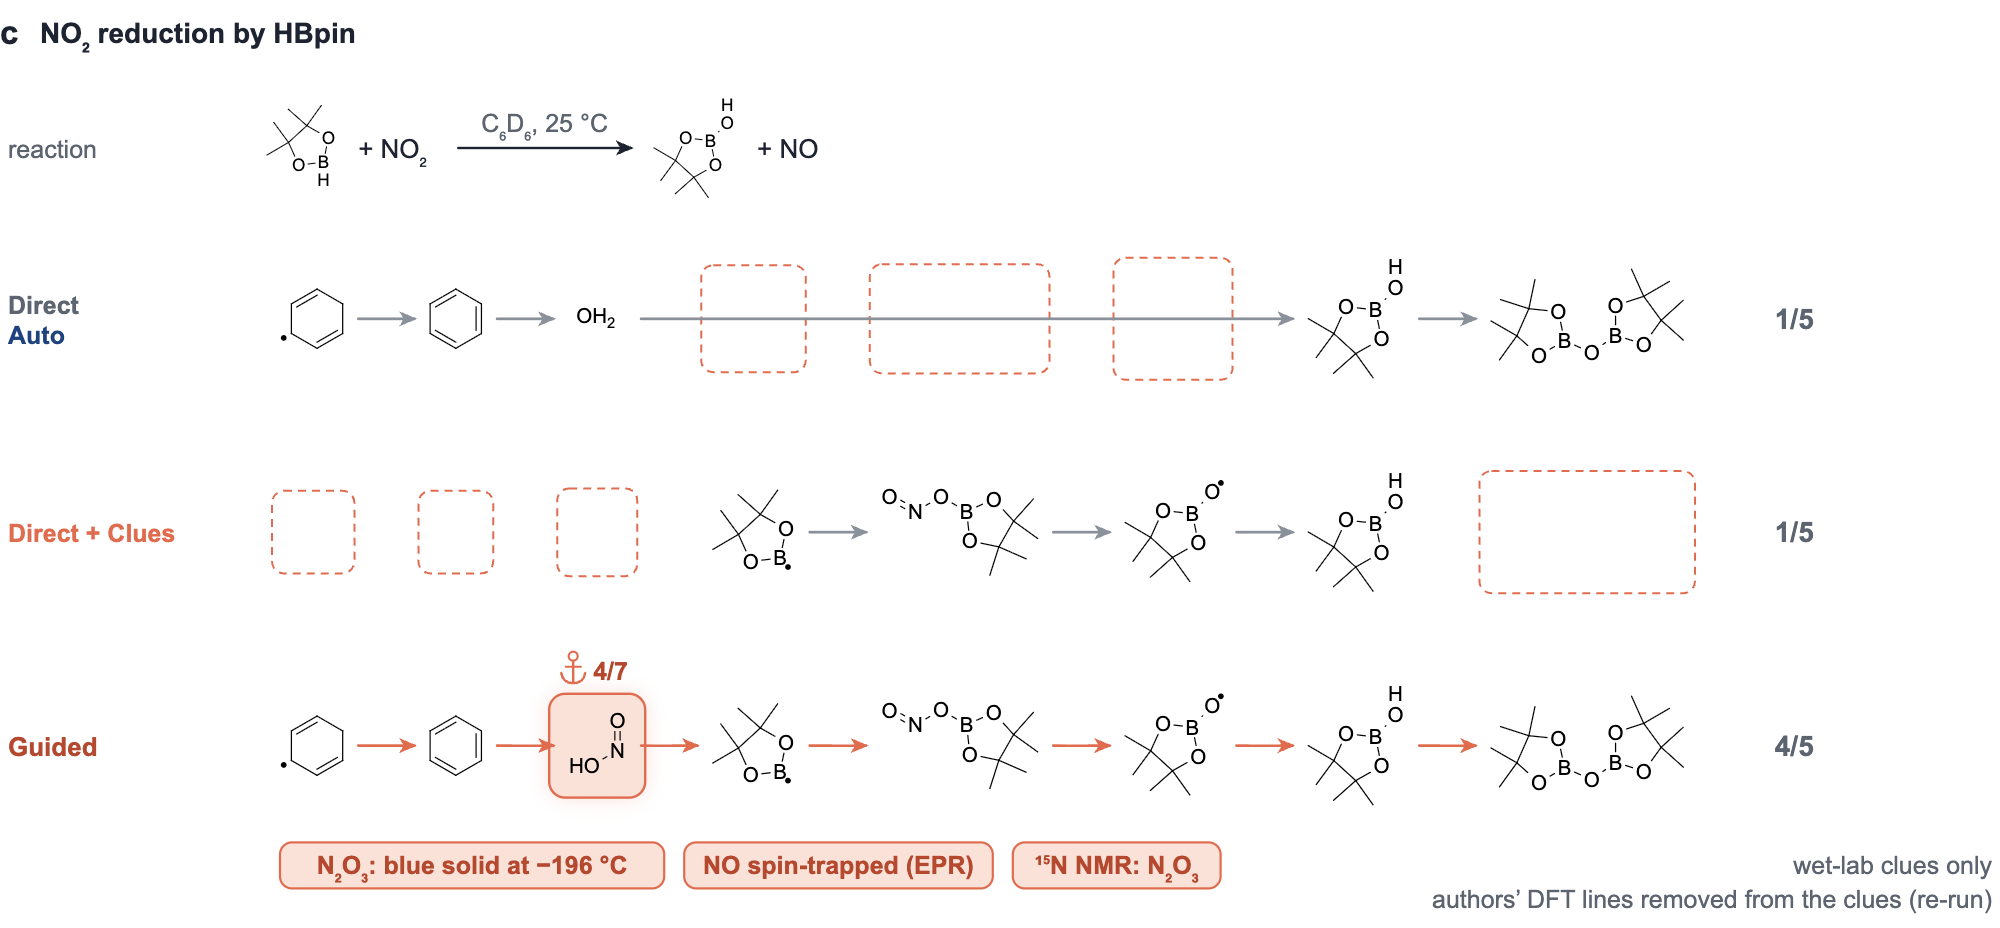 c NO₂ reduction by HBpin
reaction
O
O
B
H
+ NO₂
C₆D₆, 25 °C
H
O
O
B
O
+ NO
Direct
Auto
OH₂
H
O
O
B
O
O
O
B
O
B
O
O
1/5
Direct + Clues
O
O
B
O
N
O
B
O
O
O
O
B
O
H
O
O
B
O
1/5
4/7
Guided
O
N
HO
O
O
B
O
N
O
B
O
O
O
O
B
O
H
O
O
B
O
O
O
B
O
B
O
O
4/5
N₂O₃: blue solid at −196 °C
NO spin-trapped (EPR)
¹⁵N NMR: N₂O₃
wet-lab clues only
authors’ DFT lines removed from the clues (re-run)